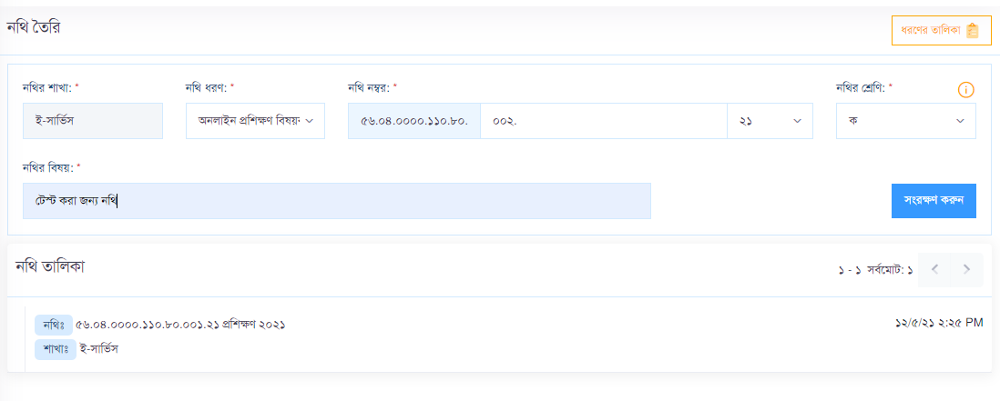 নথি তৈরি
ধরণের তালিকা
নথির শাখা: * নথি ধরণ: * নথি নম্বর: * নথির শ্রেণি: *
ই-সার্ভিস অনলাইন প্রশিক্ষণ বিষয় ৫৬.০৪.০০০০.১১০.৮০. ০০২. ২১ ক
নথির বিষয়: *
টেস্ট করা জন্য নথি
সংরক্ষণ করুন
নথি তালিকা
১ - ১ সর্বমোট: ১
নথিঃ ৫৬.০৪.০০০০.১১০.৮০.০০১.২১ প্রশিক্ষণ ২০২১ ১২/৫/২১ ২:২৫ PM
শাখাঃ ই-সার্ভিস